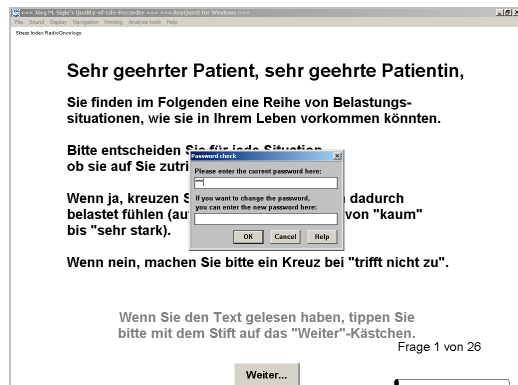 === Jörg M. Sigle's Quality-of-Life-Recorder === === AnyQuest for Windows ===
File Sound Display Navigation Printing Analysis tools Help
Stress Index RadioOncology
Sehr geehrter Patient, sehr geehrte Patientin,
Sie finden im Folgenden eine Reihe von Belastungs-
situationen, wie sie in Ihrem Leben vorkommen könnten.
Bitte entscheiden Sie für jede Situation
ob sie auf Sie zutri
Wenn ja, kreuzen S dadurch
belastet fühlen (au von "kaum"
bis "sehr stark).
Wenn nein, machen Sie bitte ein Kreuz bei "trifft nicht zu".
Password check
Please enter the current password here:
***
If you want to change the password,
you can enter the new password here:
OK Cancel Help
Wenn Sie den Text gelesen haben, tippen Sie
bitte mit dem Stift auf das "Weiter"-Kästchen.
Frage 1 von 26
Weiter...